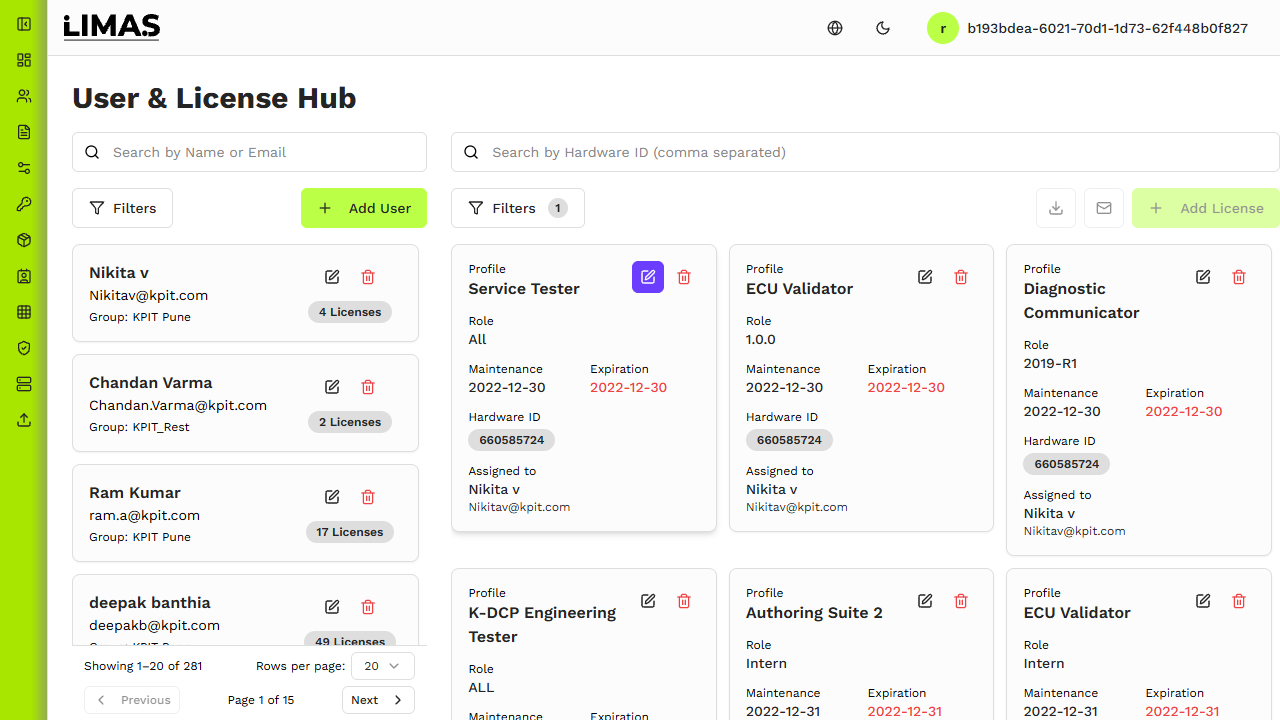 LIMAS
r
b193bdea-6021-70d1-1d73-62f448b0f827
User & License Hub
Search by Name or Email
Filters
Add User
Nikita v
Nikitav@kpit.com
Group: KPIT Pune
4 Licenses
Chandan Varma
Chandan.Varma@kpit.com
Group: KPIT_Rest
2 Licenses
Ram Kumar
ram.a@kpit.com
Group: KPIT Pune
17 Licenses
deepak banthia
deepakb@kpit.com
49 Licenses
Showing 1–20 of 281
Rows per page:
20
Previous
Page 1 of 15
Next
Search by Hardware ID (comma separated)
Filters
1
Add License
Profile
Service Tester
Role
All
Maintenance
2022-12-30
Expiration
2022-12-30
Hardware ID
660585724
Assigned to
Nikita v
Nikitav@kpit.com
Profile
ECU Validator
Role
1.0.0
Maintenance
2022-12-30
Expiration
2022-12-30
Hardware ID
660585724
Assigned to
Nikita v
Nikitav@kpit.com
Profile
Diagnostic
Communicator
Role
2019-R1
Maintenance
2022-12-30
Expiration
2022-12-30
Hardware ID
660585724
Assigned to
Nikita v
Nikitav@kpit.com
Profile
K-DCP Engineering
Tester
Role
ALL
Maintenance
Expiration
Profile
Authoring Suite 2
Role
Intern
Maintenance
2022-12-31
Expiration
2022-12-31
Profile
ECU Validator
Role
Intern
Maintenance
2022-12-31
Expiration
2022-12-31